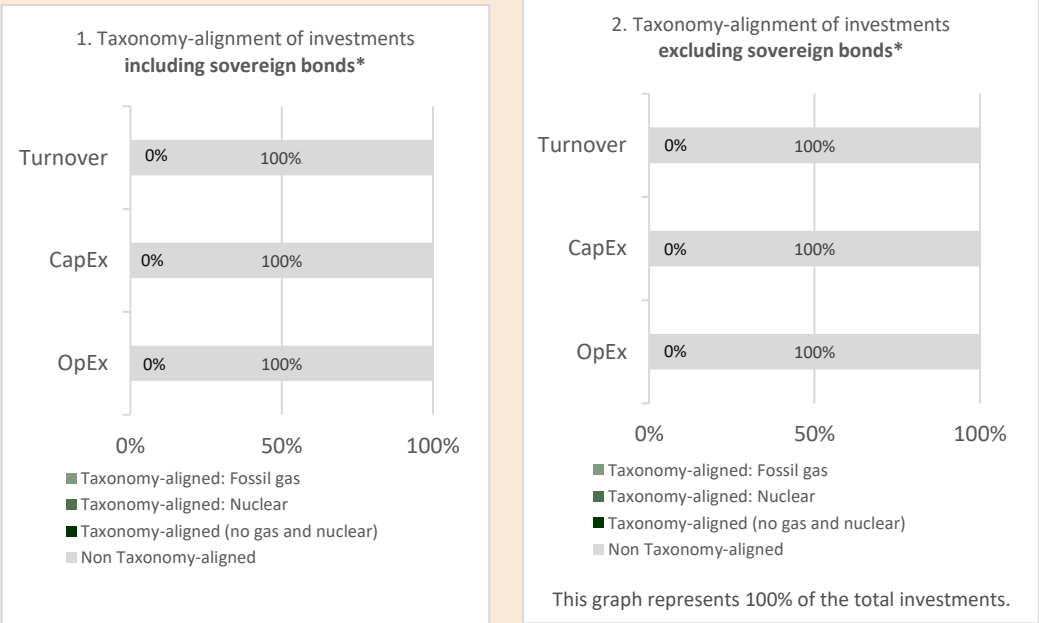 1. Taxonomy-alignment of investments
including sovereign bonds*
Turnover 0% 100%
CapEx 0% 100%
OpEx 0% 100%
0% 50% 100%
Taxonomy-aligned: Fossil gas
Taxonomy-aligned: Nuclear
Taxonomy-aligned (no gas and nuclear)
Non Taxonomy-aligned
2. Taxonomy-alignment of investments
excluding sovereign bonds*
Turnover 0% 100%
CapEx 0% 100%
OpEx 0% 100%
0% 50% 100%
Taxonomy-aligned: Fossil gas
Taxonomy-aligned: Nuclear
Taxonomy-aligned (no gas and nuclear)
Non Taxonomy-aligned
This graph represents 100% of the total investments.